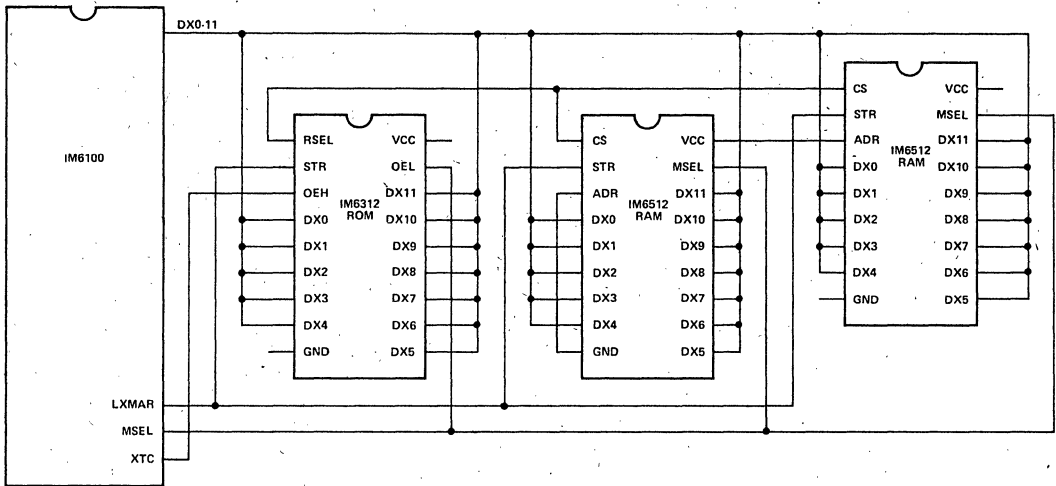 DX0-11
IM6100
LXMAR
MSEL
XTC
RSEL
STR
OEH
DX0
DX1
DX2
DX3
DX4
GND
IM6312
ROM
VCC
OEL
DX11
DX10
DX9
DX8
DX7
DX6
DX5
CS
STR
ADR
DX0
DX1
DX2
DX3
DX4
GND
IM6512
RAM
VCC
MSEL
DX11
DX10
DX9
DX8
DX7
DX6
DX5
CS
STR
ADR
DX0
DX1
DX2
DX3
DX4
GND
IM6512
RAM
VCC
MSEL
DX11
DX10
DX9
DX8
DX7
DX6
DX5